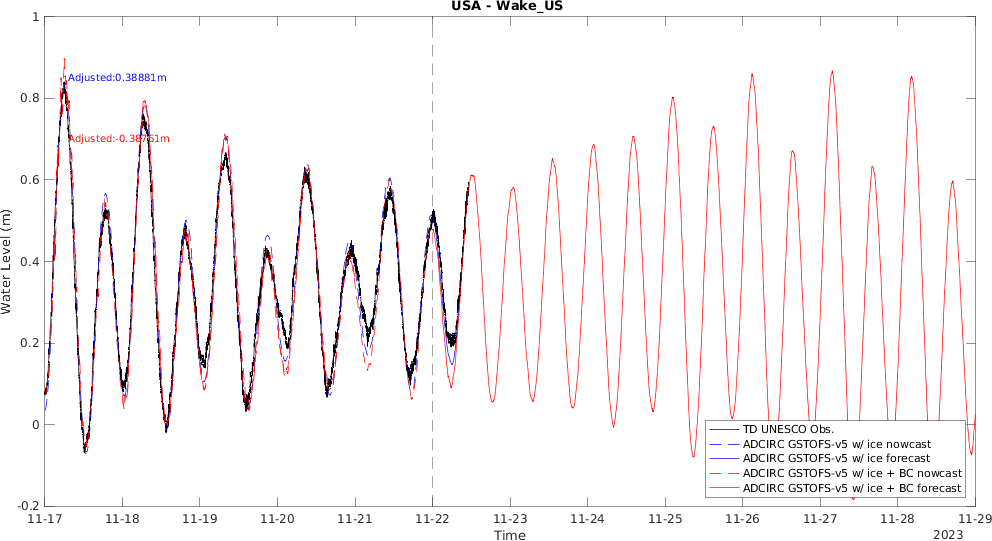 USA - Wake_US
1
0.8
0.6
0.4
0.2
0
-0.2
Water Level (m)
Adjusted:0.38881m
TD UNESCO Obs.
ADCIRC GSTOFS-v5 w/ ice nowcast
ADCIRC GSTOFS-v5 w/ ice forecast
ADCIRC GSTOFS-v5 w/ ice + BC nowcast
ADCIRC GSTOFS-v5 w/ ice + BC forecast
11-17 11-18 11-19 11-20 11-21 11-22 11-23 11-24 11-25 11-26 11-27 11-28 11-29
Time
2023